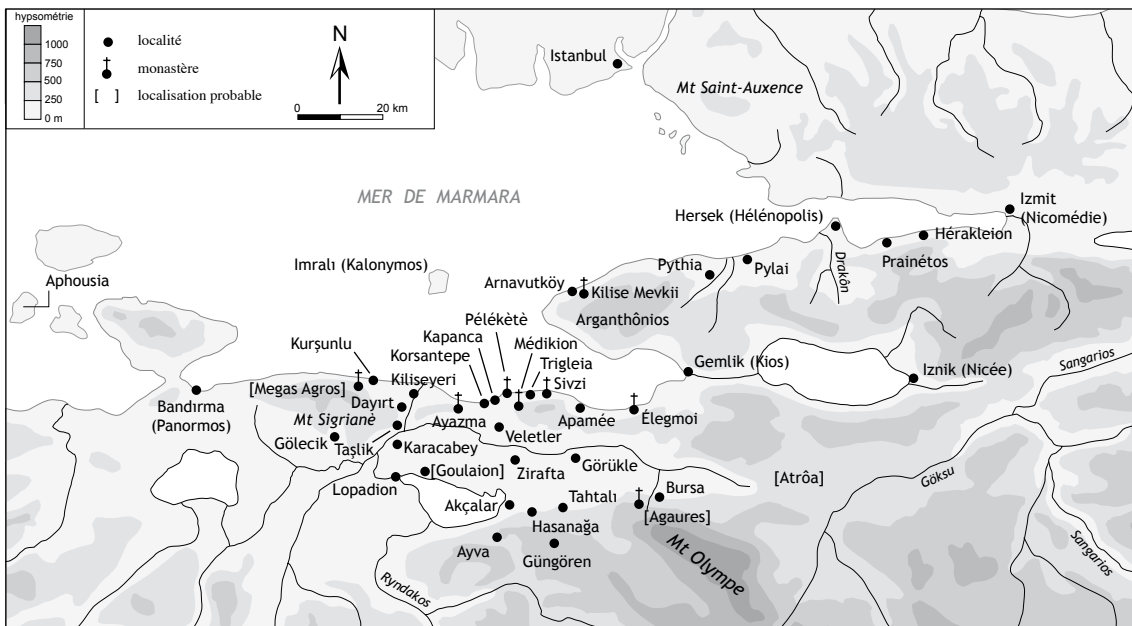 hypsométrie
1000
750
500
250
0 m
localité
monastère
[ ] localisation probable
N
0 20 km
Istanbul
Mt Saint-Auxence
MER DE MARMARA
Izmit
(Nicomédie)
Hersek (Hélénopolis)
Hérakleion
Prainétos
Drakôn
Pylai
Pythia
Imralı (Kalonymos)
Aphousia
Arnavutköy
Kilise Mevkii
Arganthônios
Pélékètè
Kapanca
Médikion
Kurşunlu
Korsantepe
Trigleia
Kiliseyeri
Sivzi
Gemlik (Kios)
Iznik (Nicée)
Sangarios
[Megas Agros]
Bandırma
(Panormos)
Dayırt
Mt Sigrianè
Ayazma
Apamée
Élegmoi
Gölecik
Taşlik
Veletler
Karacabey
[Goulaion]
Zirafta
Görükle
[Atrôa]
Göksu
Lopadion
Akçalar
Tahtalı
Bursa
[Agaures]
Hasanağa
Ayva
Güngören
Mt Olympe
Ryndakos
Sangarios